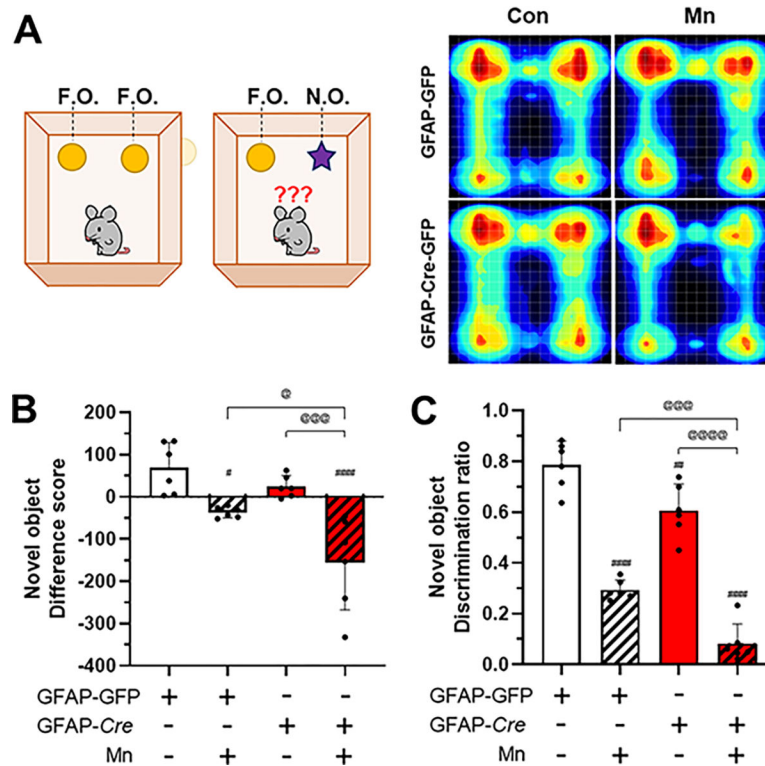 A
Con Mn
F.O. F.O. F.O. N.O.
???
GFAP-GFP
GFAP-Cre-GFP
B
Novel object
Difference score
200
100
0
-100
-200
-300
-400
@
@@@
#
####
GFAP-GFP + + - -
GFAP-Cre - - + +
Mn - + - +
C
Novel object
Discrimination ratio
1.0
0.8
0.6
0.4
0.2
0.0
@@@
@@@@
##
####
####
GFAP-GFP + + - -
GFAP-Cre - - + +
Mn - + - +